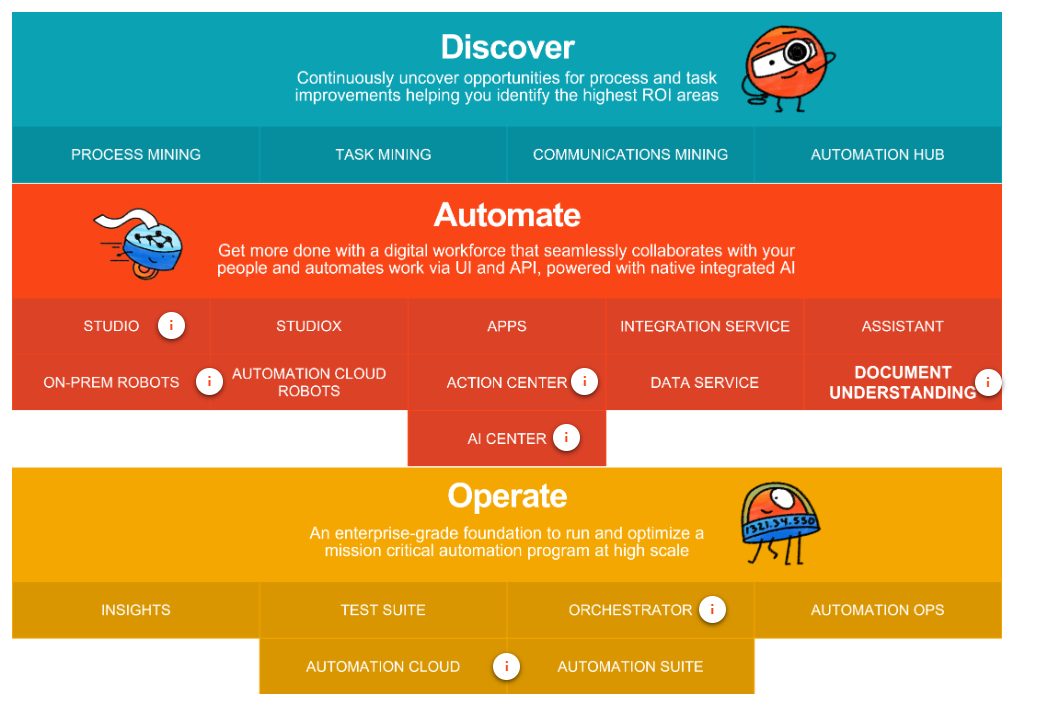 Discover
Continuously uncover opportunities for process and task
improvements helping you identify the highest ROI areas
PROCESS MINING
TASK MINING
COMMUNICATIONS MINING
AUTOMATION HUB
Automate
Get more done with a digital workforce that seamlessly collaborates with your
people and automates work via UI and API, powered with native integrated AI
STUDIO i
STUDIOX
APPS
INTEGRATION SERVICE
ASSISTANT
ON-PREM ROBOTS i
AUTOMATION CLOUD
ROBOTS
ACTION CENTER i
DATA SERVICE
DOCUMENT
UNDERSTANDING i
AI CENTER i
Operate
An enterprise-grade foundation to run and optimize a
mission critical automation program at high scale
1321.34.550
INSIGHTS
TEST SUITE
ORCHESTRATOR i
AUTOMATION OPS
AUTOMATION CLOUD i
AUTOMATION SUITE